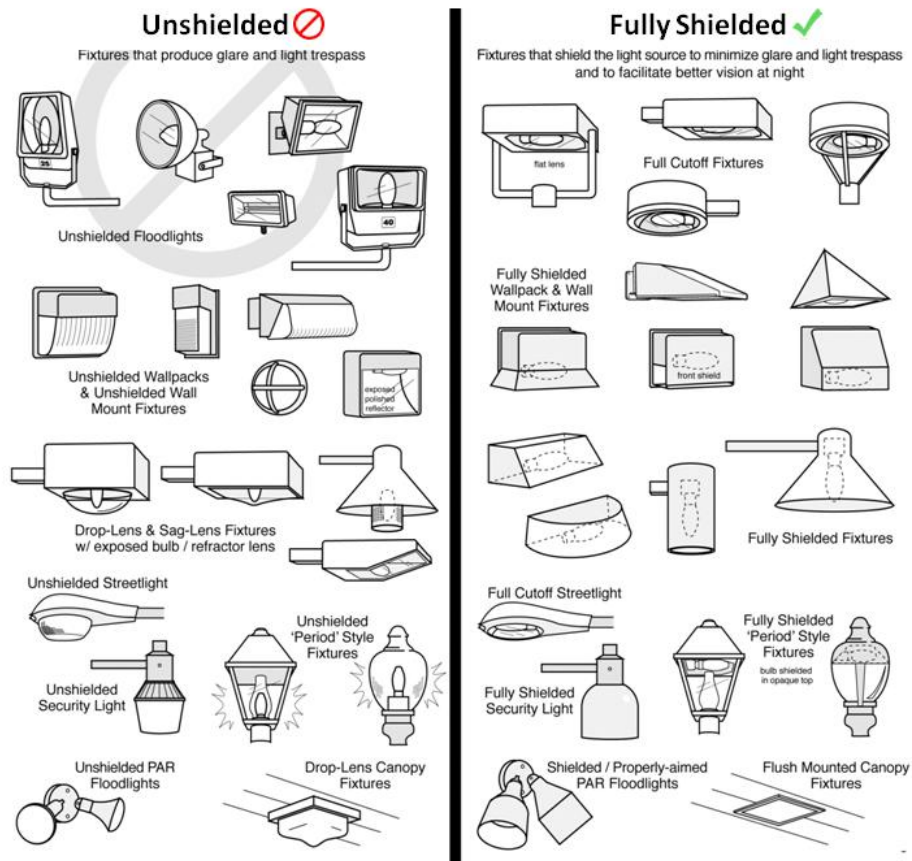 Unshielded
Fixtures that produce glare and light trespass
35
40
Unshielded Floodlights
Unshielded Wallpacks
& Unshielded Wall
Mount Fixtures
exposed
polished
reflector
Drop-Lens & Sag-Lens Fixtures
w/ exposed bulb / refractor lens
Unshielded Streetlight
Unshielded
'Period' Style
Fixtures
Unshielded
Security Light
Unshielded PAR
Floodlights
Drop-Lens Canopy
Fixtures
Fully Shielded
Fixtures that shield the light source to minimize glare and light trespass
and to facilitate better vision at night
flat lens
Full Cutoff Fixtures
Fully Shielded
Wallpack & Wall
Mount Fixtures
front shield
Fully Shielded Fixtures
Full Cutoff Streetlight
Fully Shielded
'Period' Style
Fixtures
bulb shielded
in opaque top
Fully Shielded
Security Light
Shielded / Properly-aimed
PAR Floodlights
Flush Mounted Canopy
Fixtures